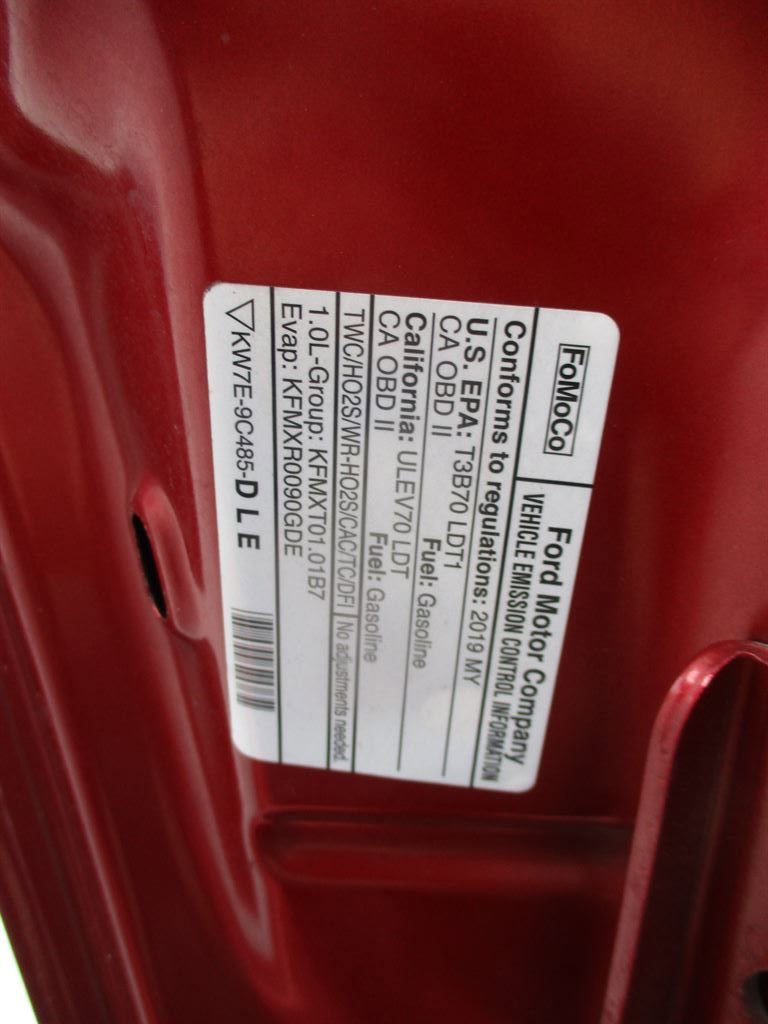 FoMoCo
Ford Motor Company
VEHICLE EMISSION CONTROL INFORMATION
Conforms to regulations: 2019 MY
U.S. EPA: T3B70 LDT1 Fuel: Gasoline
CA OBD II
California: ULEV70 LDT Fuel: Gasoline
CA OBD II
TWC/HO2S/WR-HO2S/CAC/TC/DFI No adjustments needed.
1.0L-Group: KFMXT01.01B7
Evap: KFMXR0090GDE
KW7E-9C485-D L E